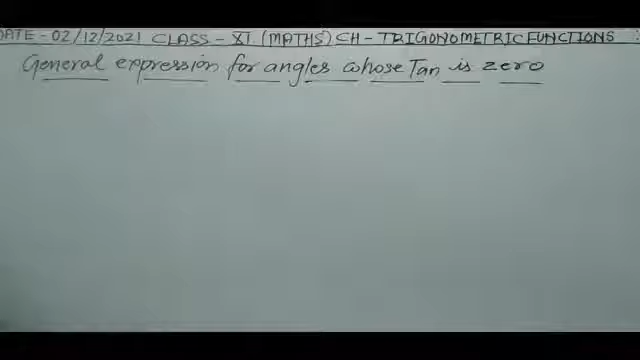 DATE - 02/12/2021 CLASS - XI (MATHS) CH - TRIGONOMETRIC FUNCTIONS
General expression for angles whose Tan is zero